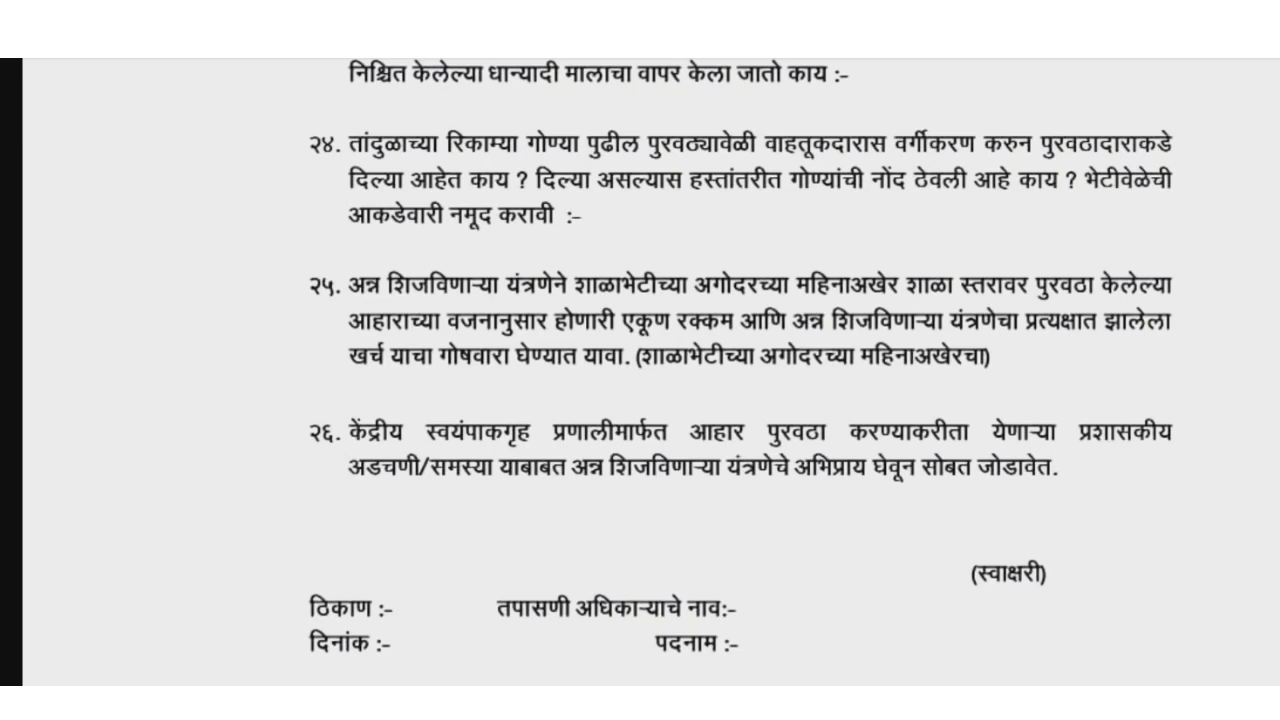 निश्चित केलेल्या धान्यादी मालाचा वापर केला जातो काय :-
२४. तांदुळाच्या रिकाम्या गोण्या पुढील पुरवठ्यावेळी वाहतूकदारास वर्गीकरण करुन पुरवठादाराकडे
दिल्या आहेत काय ? दिल्या असल्यास हस्तांतरीत गोण्यांची नोंद ठेवली आहे काय ? भेटीवेळेची
आकडेवारी नमूद करावी :-
२५. अन्न शिजविणाऱ्या यंत्रणेने शाळाभेटीच्या अगोदरच्या महिनाअखेर शाळा स्तरावर पुरवठा केलेल्या
आहाराच्या वजनानुसार होणारी एकूण रक्कम आणि अन्न शिजविणाऱ्या यंत्रणेचा प्रत्यक्षात झालेला
खर्च याचा गोषवारा घेण्यात यावा. (शाळाभेटीच्या अगोदरच्या महिनाअखेरचा)
२६. केंद्रीय स्वयंपाकगृह प्रणालीमार्फत आहार पुरवठा करण्याकरीता येणाऱ्या प्रशासकीय
अडचणी/समस्या याबाबत अन्न शिजविणाऱ्या यंत्रणेचे अभिप्राय घेवून सोबत जोडावेत.
(स्वाक्षरी)
ठिकाण :- तपासणी अधिकाऱ्याचे नाव:-
दिनांक :- पदनाम :-